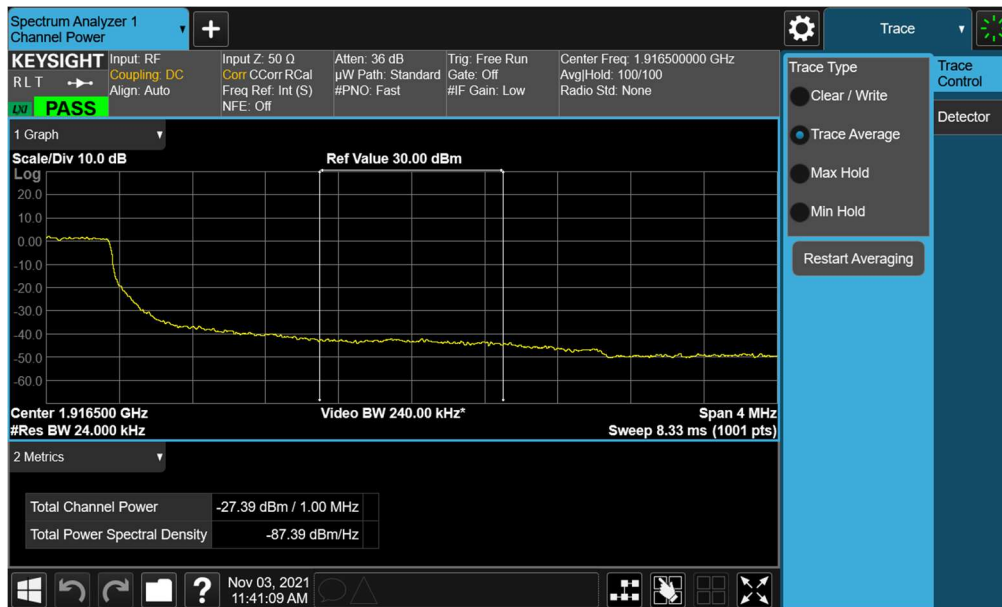 Spectrum Analyzer 1
Channel Power
+
Trace
KEYSIGHT
RLT
LXI
PASS
Input: RF
Coupling: DC
Align: Auto
Input Z: 50 Ω
Corr CCorr RCal
Freq Ref: Int (S)
NFE: Off
Atten: 36 dB
µW Path: Standard
#PNO: Fast
Trig: Free Run
Gate: Off
#IF Gain: Low
Center Freq: 1.916500000 GHz
Avg|Hold: 100/100
Radio Std: None
Trace Type
Clear / Write
Trace Average
Max Hold
Min Hold
Restart Averaging
Trace
Control
Detector
1 Graph
Scale/Div 10.0 dB
Ref Value 30.00 dBm
Log
20.0
10.0
0.00
-10.0
-20.0
-30.0
-40.0
-50.0
-60.0
Center 1.916500 GHz
Video BW 240.00 kHz*
Span 4 MHz
#Res BW 24.000 kHz
Sweep 8.33 ms (1001 pts)
2 Metrics
Total Channel Power -27.39 dBm / 1.00 MHz
Total Power Spectral Density -87.39 dBm/Hz
?
Nov 03, 2021
11:41:09 AM